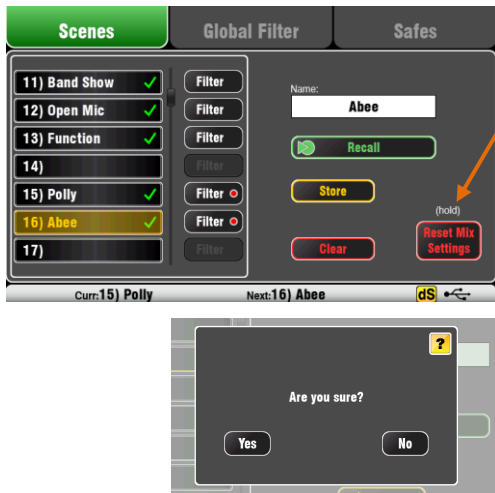 Scenes
Global Filter
Safes
11) Band Show
Filter
Name:
12) Open Mic
Filter
Abee
13) Function
Filter
Recall
14)
Filter
15) Polly
Filter
Store
16) Abee
Filter
(hold)
Reset Mix
Settings
17)
Filter
Clear
Curr:15) Polly
Next:16) Abee
dS
?
Are you sure?
Yes
No